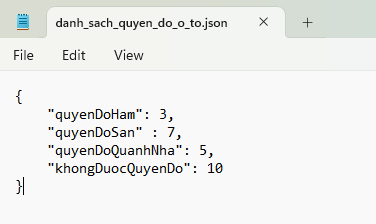 danh_sach_quyen_do_o_to.json
File Edit View
{
    "quyenDoHam": 3,
    "quyenDoSan" : 7,
    "quyenDoQuanhNha": 5,
    "khongDuocQuyenDo": 10
}